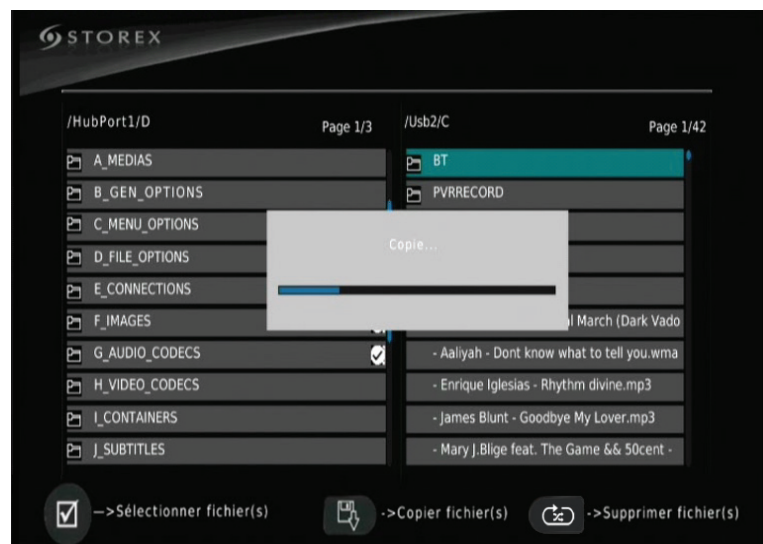 STOREX
/HubPort1/D
Page 1/3
A_MEDIAS
B_GEN_OPTIONS
C_MENU_OPTIONS
D_FILE_OPTIONS
E_CONNECTIONS
F_IMAGES
G_AUDIO_CODECS
H_VIDEO_CODECS
I_CONTAINERS
J_SUBTITLES
/Usb2/C
Page 1/42
BT
PVRRECORD
l March (Dark Vado
- Aaliyah - Dont know what to tell you.wma
- Enrique Iglesias - Rhythm divine.mp3
- James Blunt - Goodbye My Lover.mp3
- Mary J.Blige feat. The Game && 50cent -
Copie...
—>Sélectionner fichier(s)
->Copier fichier(s)
->Supprimer fichier(s)